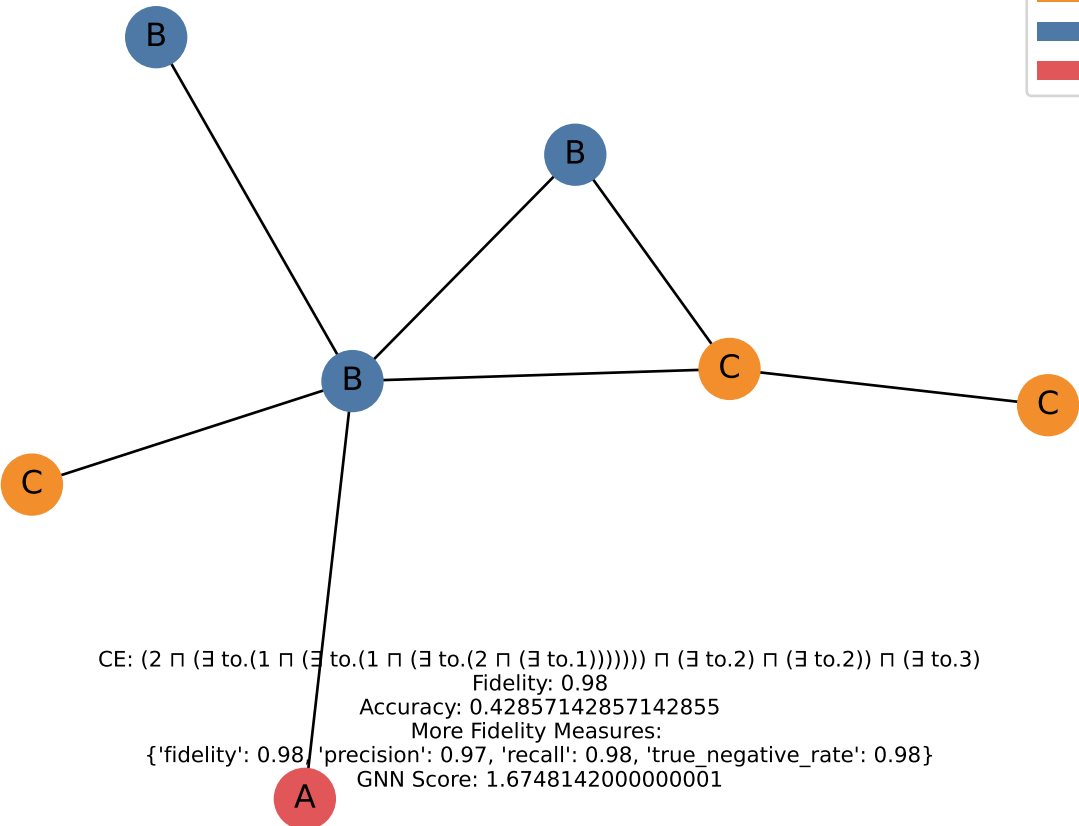 B
B
B
C
C
C
CE: (2 ⊓ (∃ to.(1 ⊓ (∃ to.(1 ⊓ (∃ to.(2 ⊓ (∃ to.1))))))) ⊓ (∃ to.2) ⊓ (∃ to.2)) ⊓ (∃ to.3)
Fidelity: 0.98
Accuracy: 0.42857142857142855
More Fidelity Measures:
{'fidelity': 0.98, 'precision': 0.97, 'recall': 0.98, 'true_negative_rate': 0.98}
GNN Score: 1.6748142000000001
A